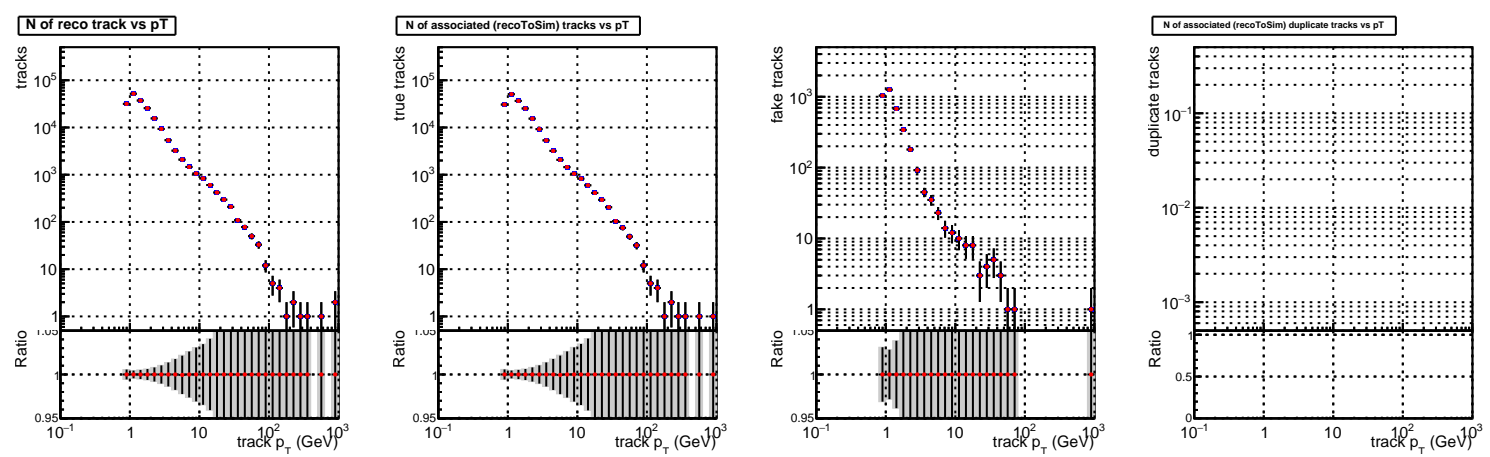 N of reco track vs pT
tracks
10^5
10^4
10^3
10^2
10
1
1.05
Ratio
1
0.95
10^-1 1 10 10^2 10^3
track p_T (GeV)
N of associated (recoToSim) tracks vs pT
true tracks
10^5
10^4
10^3
10^2
10
1
1.05
Ratio
1
0.95
10^-1 1 10 10^2 10^3
track p_T (GeV)
fake tracks
10^3
10^2
10
1
1.05
Ratio
1
0.95
10^-1 1 10 10^2 10^3
track p_T (GeV)
N of associated (recoToSim) duplicate tracks vs pT
duplicate tracks
10^-1
10^-2
10^-3
Ratio
1
0.5
0
10^-1 1 10 10^2 10^3
track p_T (GeV)